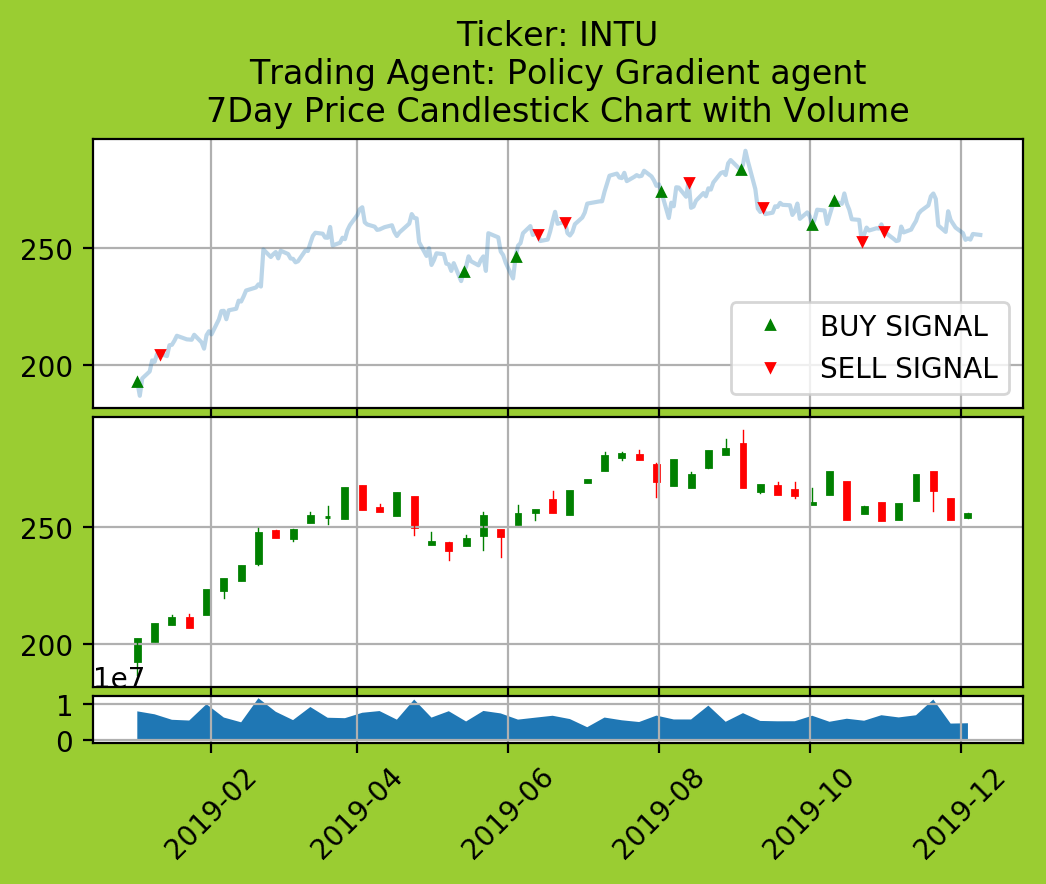 Ticker: INTU
Trading Agent: Policy Gradient agent
7Day Price Candlestick Chart with Volume
250
200
BUY SIGNAL
SELL SIGNAL
250
200
1e7
1
0
2019-02
2019-04
2019-06
2019-08
2019-10
2019-12